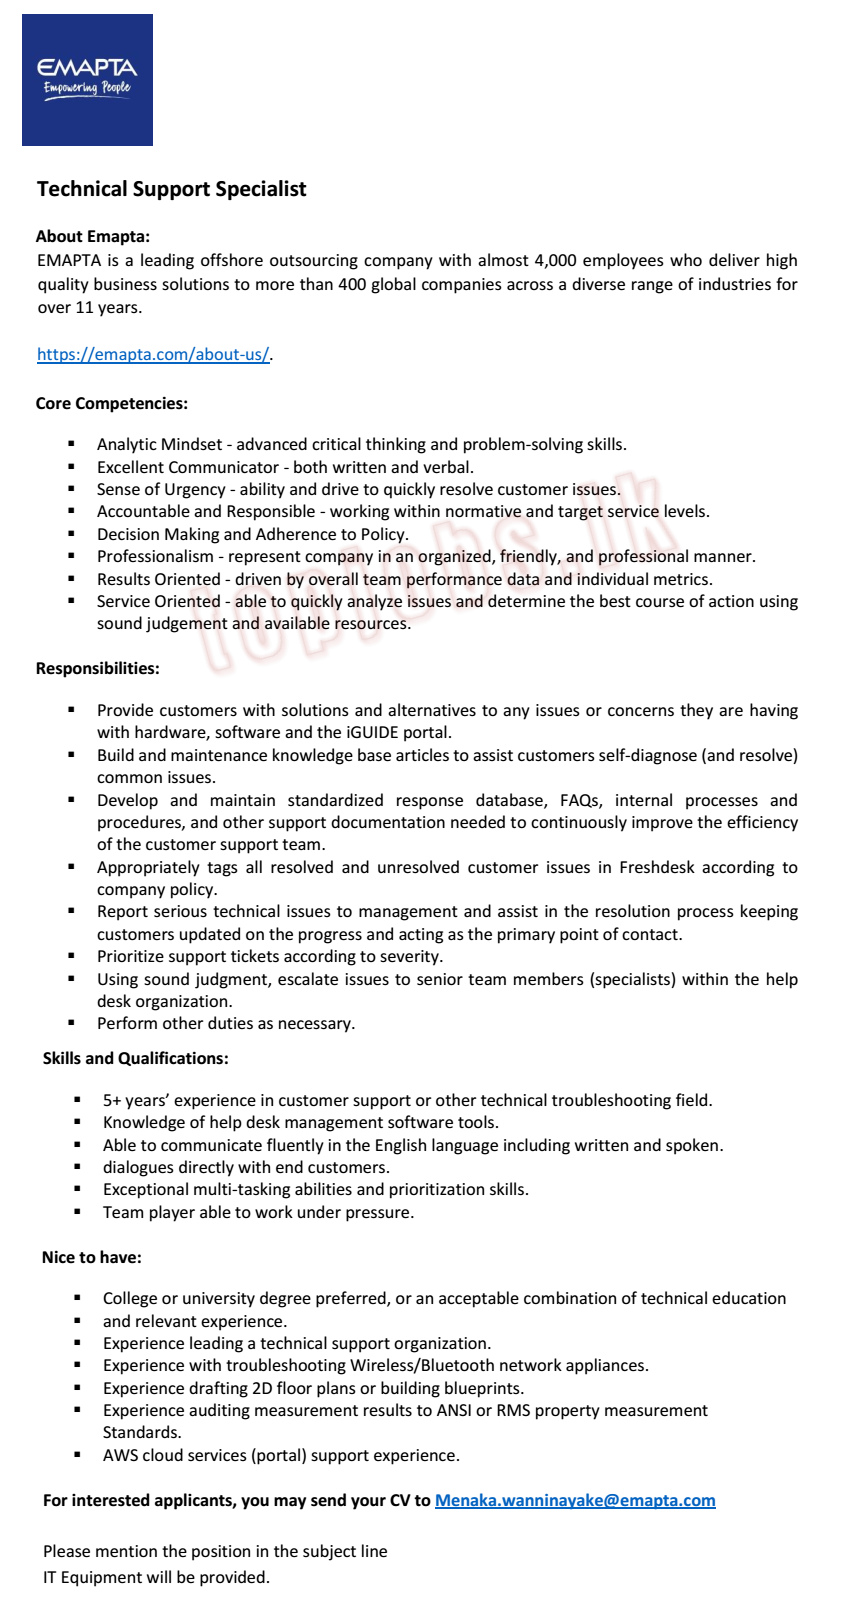 EMAPTA
Empowering People
Technical Support Specialist
About Emapta:
EMAPTA is a leading offshore outsourcing company with almost 4,000 employees who deliver high
quality business solutions to more than 400 global companies across a diverse range of industries for
over 11 years.
https://emapta.com/about-us/.
Core Competencies:
▪ Analytic Mindset - advanced critical thinking and problem-solving skills.
▪ Excellent Communicator - both written and verbal.
▪ Sense of Urgency - ability and drive to quickly resolve customer issues.
▪ Accountable and Responsible - working within normative and target service levels.
▪ Decision Making and Adherence to Policy.
▪ Professionalism - represent company in an organized, friendly, and professional manner.
▪ Results Oriented - driven by overall team performance data and individual metrics.
▪ Service Oriented - able to quickly analyze issues and determine the best course of action using
sound judgement and available resources.
topjobs.lk
Responsibilities:
▪ Provide customers with solutions and alternatives to any issues or concerns they are having
with hardware, software and the iGUIDE portal.
▪ Build and maintenance knowledge base articles to assist customers self-diagnose (and resolve)
common issues.
▪ Develop and maintain standardized response database, FAQs, internal processes and
procedures, and other support documentation needed to continuously improve the efficiency
of the customer support team.
▪ Appropriately tags all resolved and unresolved customer issues in Freshdesk according to
company policy.
▪ Report serious technical issues to management and assist in the resolution process keeping
customers updated on the progress and acting as the primary point of contact.
▪ Prioritize support tickets according to severity.
▪ Using sound judgment, escalate issues to senior team members (specialists) within the help
desk organization.
▪ Perform other duties as necessary.
Skills and Qualifications:
▪ 5+ years’ experience in customer support or other technical troubleshooting field.
▪ Knowledge of help desk management software tools.
▪ Able to communicate fluently in the English language including written and spoken.
▪ dialogues directly with end customers.
▪ Exceptional multi-tasking abilities and prioritization skills.
▪ Team player able to work under pressure.
Nice to have:
▪ College or university degree preferred, or an acceptable combination of technical education
▪ and relevant experience.
▪ Experience leading a technical support organization.
▪ Experience with troubleshooting Wireless/Bluetooth network appliances.
▪ Experience drafting 2D floor plans or building blueprints.
▪ Experience auditing measurement results to ANSI or RMS property measurement
Standards.
▪ AWS cloud services (portal) support experience.
For interested applicants, you may send your CV to Menaka.wanninayake@emapta.com
Please mention the position in the subject line
IT Equipment will be provided.